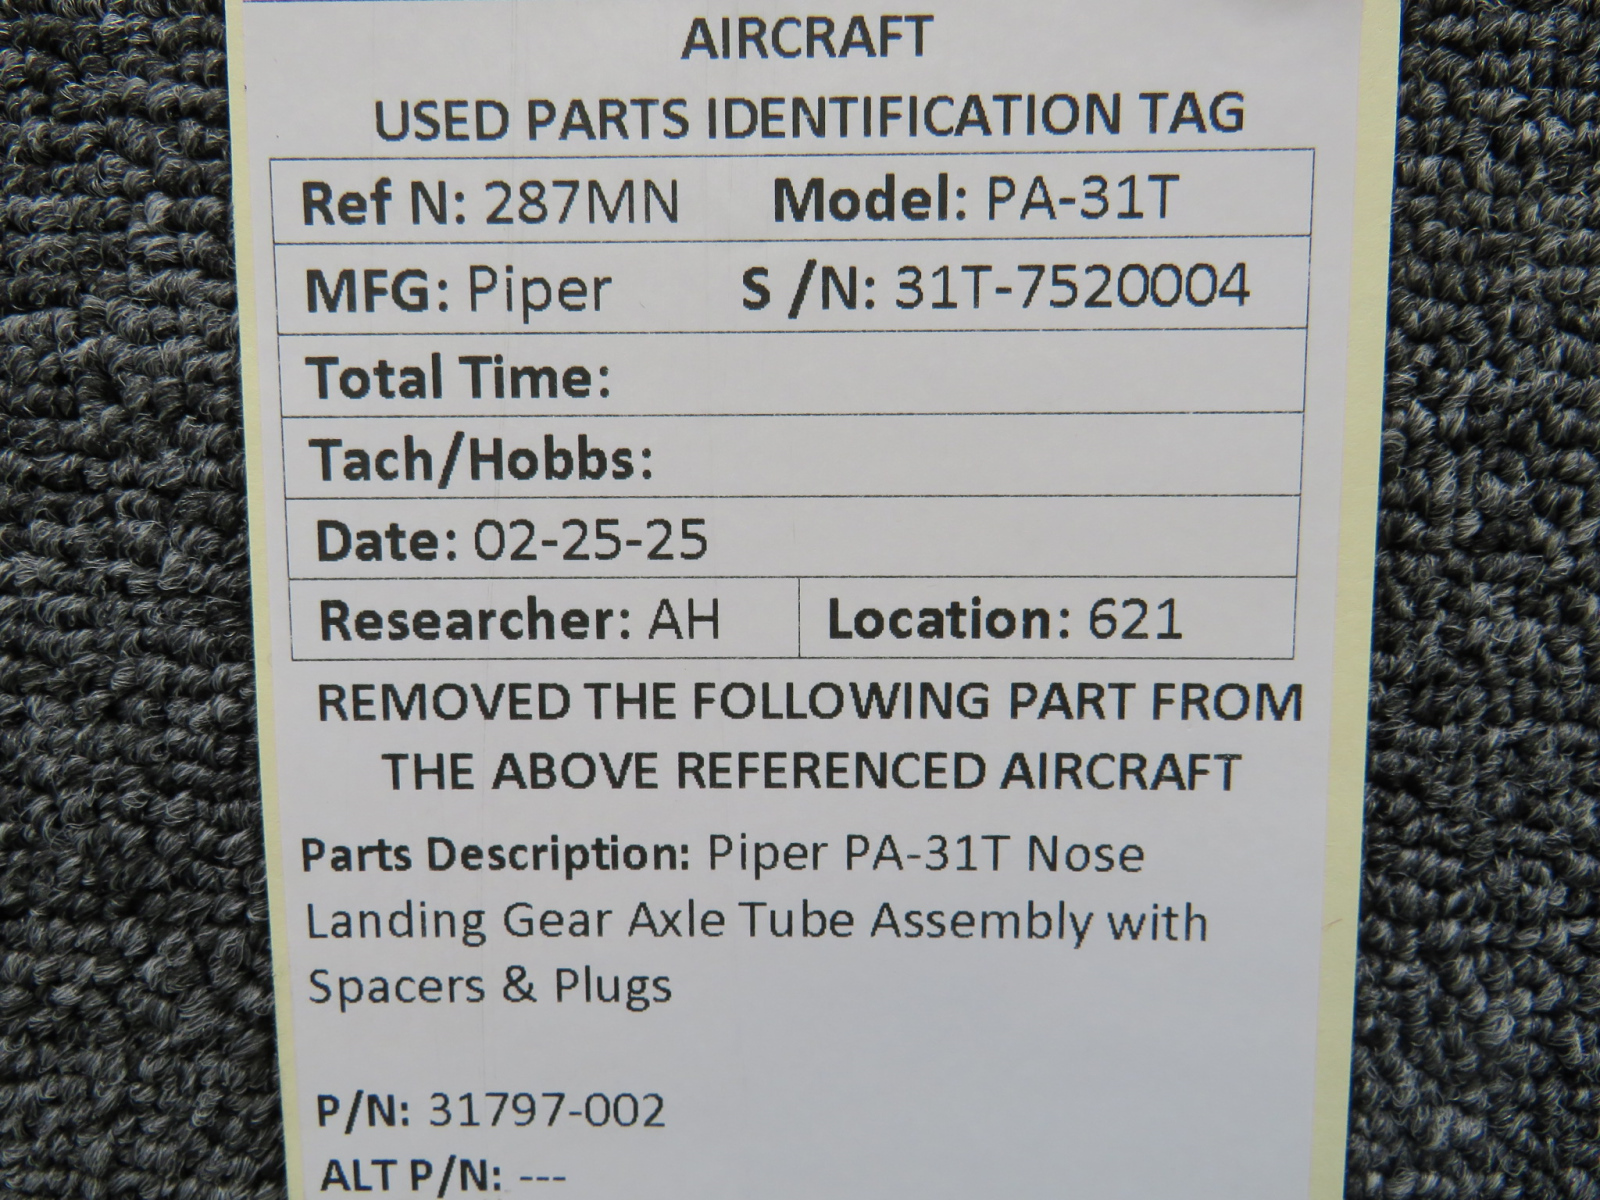 AIRCRAFT
USED PARTS IDENTIFICATION TAG
Ref N: 287MN Model: PA-31T
MFG: Piper S /N: 31T-7520004
Total Time:
Tach/Hobbs:
Date: 02-25-25
Researcher: AH Location: 621
REMOVED THE FOLLOWING PART FROM
THE ABOVE REFERENCED AIRCRAFT
Parts Description: Piper PA-31T Nose
Landing Gear Axle Tube Assembly with
Spacers & Plugs
P/N: 31797-002
ALT P/N: ---